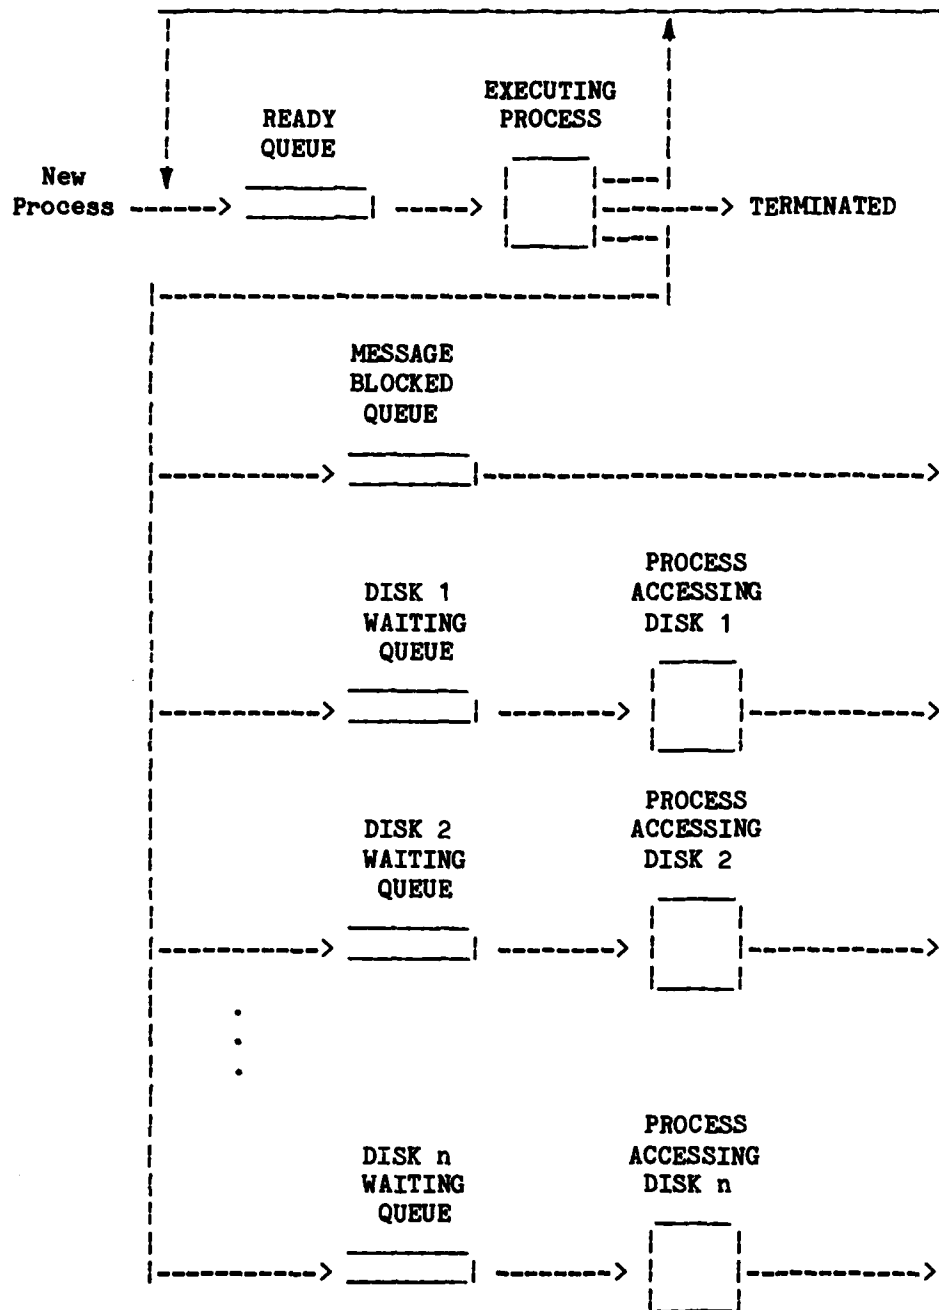 EXECUTING
PROCESS
READY
QUEUE
New
Process
TERMINATED
MESSAGE
BLOCKED
QUEUE
PROCESS
ACCESSING
DISK 1
DISK 1
WAITING
QUEUE
PROCESS
ACCESSING
DISK 2
DISK 2
WAITING
QUEUE
PROCESS
ACCESSING
DISK n
DISK n
WAITING
QUEUE